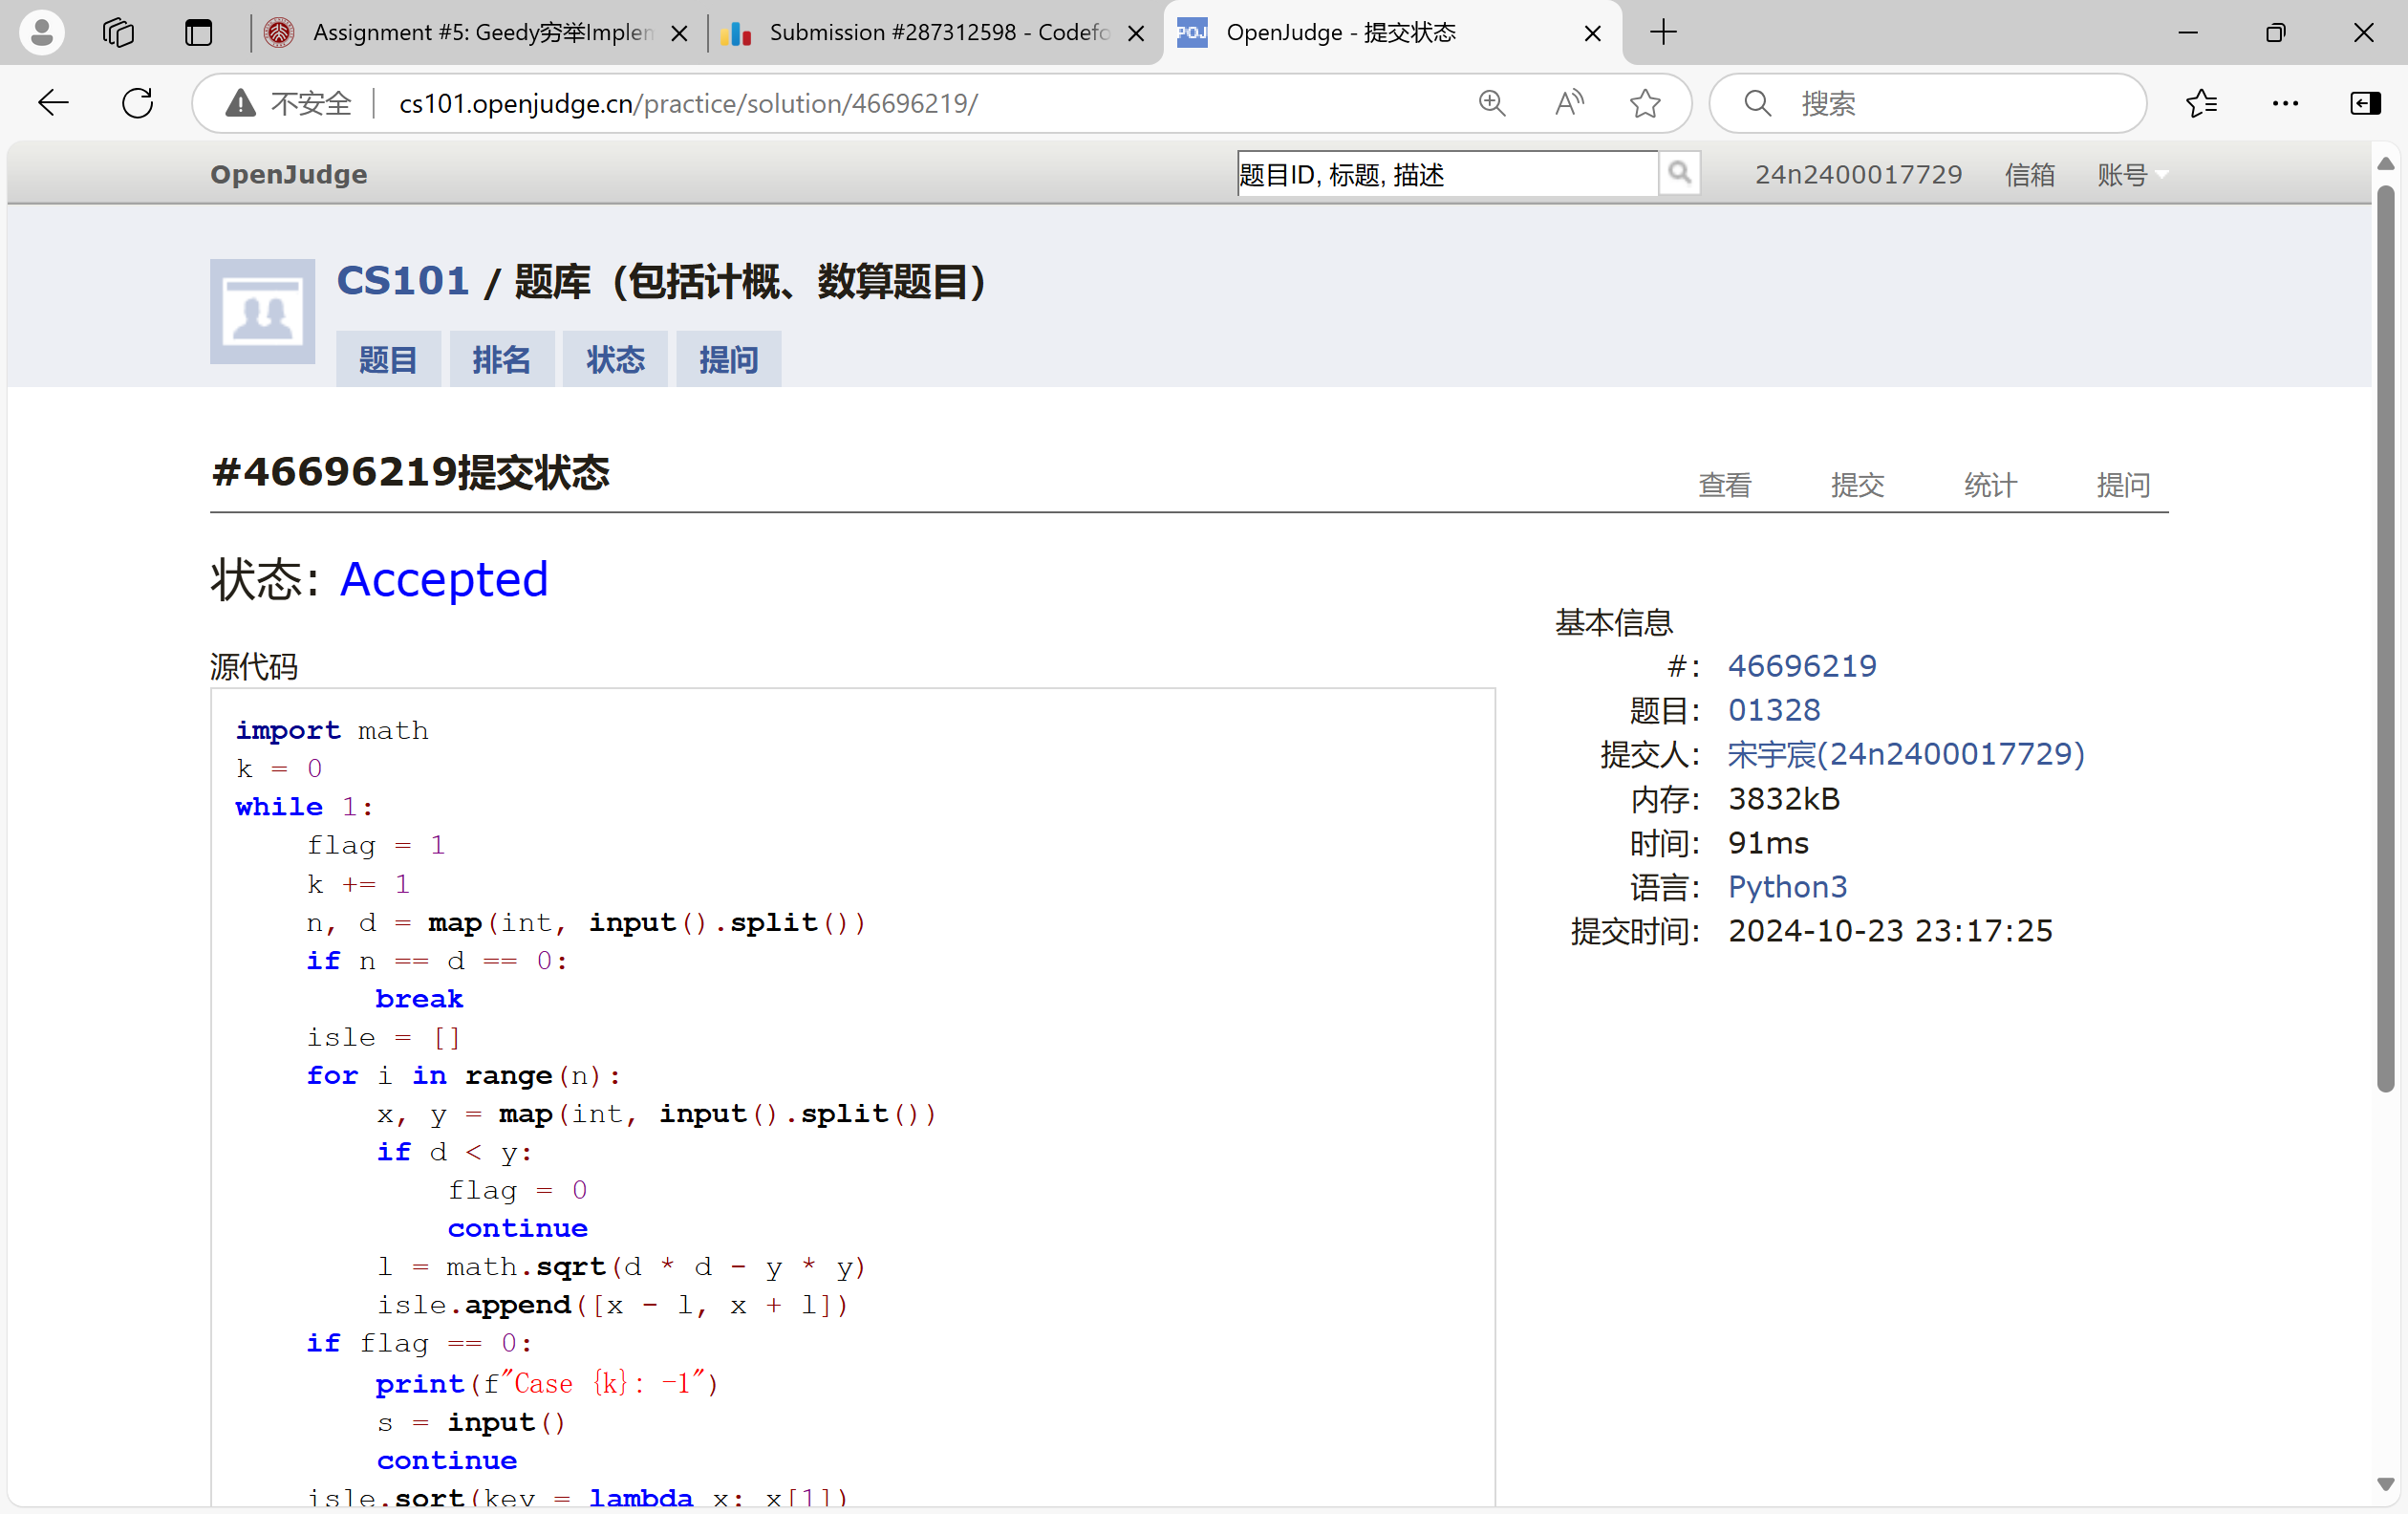 Assignment #5: Geedy穷举Implen
Submission #287312598 - Codefo
POJ
OpenJudge - 提交状态
不安全
cs101.openjudge.cn/practice/solution/46696219/
搜索
OpenJudge
题目ID, 标题, 描述
24n2400017729
信箱
账号
CS101 / 题库 (包括计概、数算题目)
题目
排名
状态
提问
#46696219提交状态
查看
提交
统计
提问
状态: Accepted
源代码
import math
k = 0
while 1:
    flag = 1
    k += 1
    n, d = map(int, input().split())
    if n == d == 0:
        break
    isle = []
    for i in range(n):
        x, y = map(int, input().split())
        if d < y:
            flag = 0
            continue
        l = math.sqrt(d * d - y * y)
        isle.append([x - l, x + l])
    if flag == 0:
        print(f"Case {k}: -1")
        s = input()
        continue
    isle.sort(key = lambda x: x[1])
基本信息
#: 46696219
题目: 01328
提交人: 宋宇宸(24n2400017729)
内存: 3832kB
时间: 91ms
语言: Python3
提交时间: 2024-10-23 23:17:25